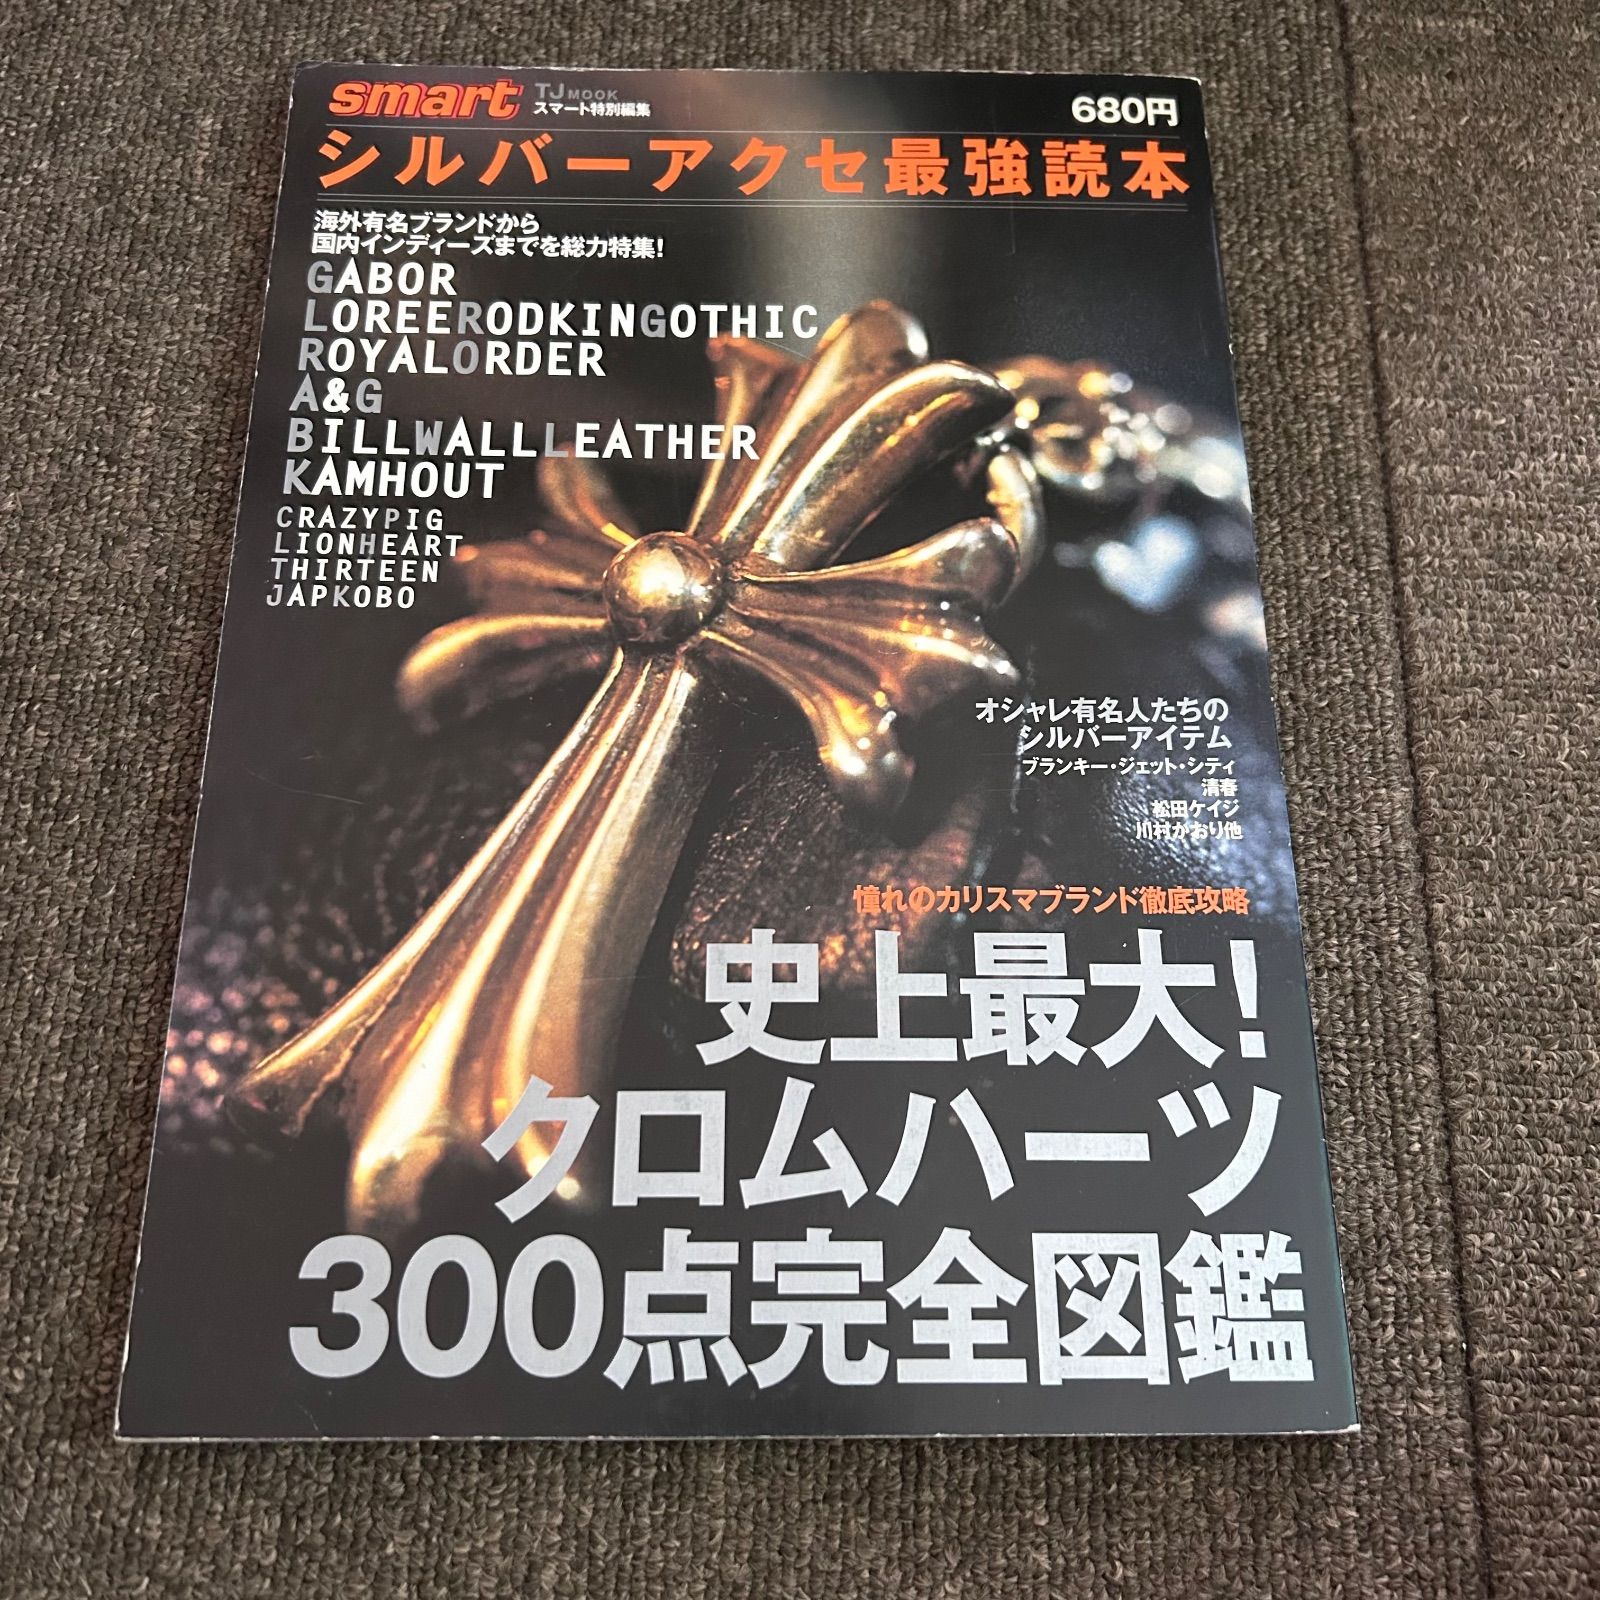 smart
TJ MOOK
スマート特別編集
680円
シルバーアクセ最強読本
海外有名ブランドから
国内インディーズまでを総力特集!
GABOR
LOREERODKINGOTHIC
ROYALORDER
A&G
BILLWALLLEATHER
KAMHOUT
CRAZYPIG
LIONHEART
THIRTEEN
JAPKOBO
オシャレ有名人たちの
シルバーアイテム
ブランキー・ジェット・シティ
清春
松田ケイジ
川村かおり他
憧れのカリスマブランド徹底攻略
史上最大!
クロムハーツ
300点完全図鑑